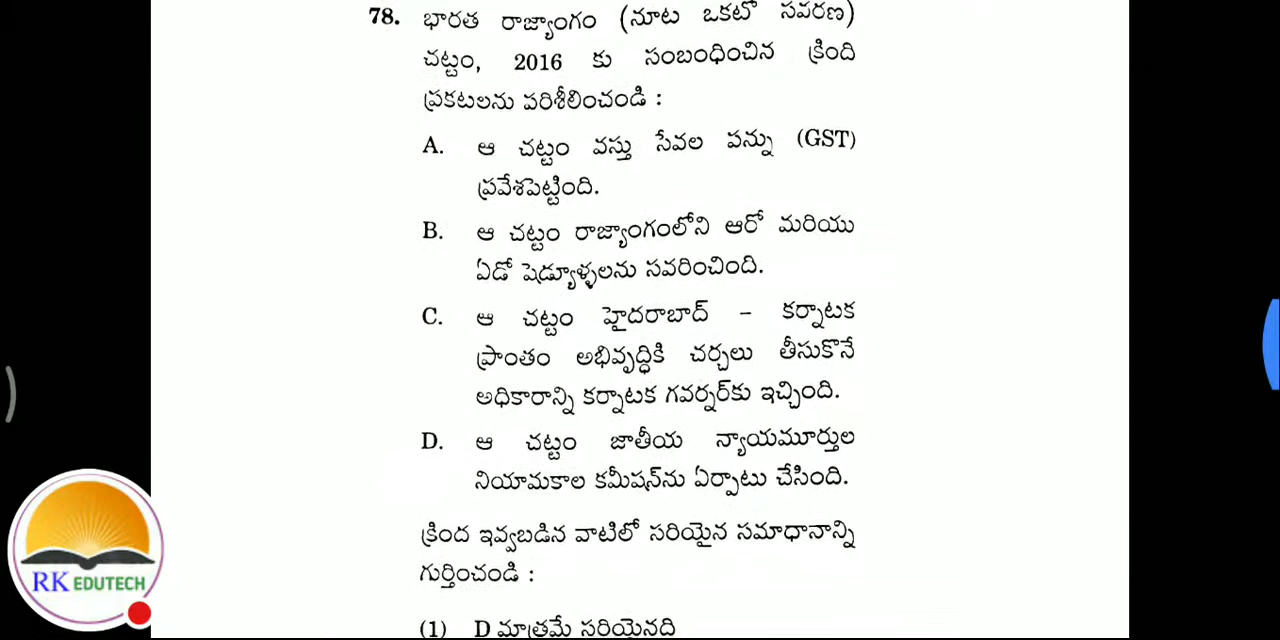 78. భారత రాజ్యాంగం (నూట ఒకటో సవరణ)
చట్టం, 2016 కు సంబంధించిన క్రింది
ప్రకటలను పరిశీలించండి :
A. ఆ చట్టం వస్తు సేవల పన్ను (GST)
ప్రవేశపెట్టింది.
B. ఆ చట్టం రాజ్యాంగంలోని ఆరో మరియు
ఏడో షెడ్యూళ్ళలను సవరించింది.
C. ఆ చట్టం హైదరాబాద్ – కర్నాటక
ప్రాంతం అభివృద్ధికి చర్చలు తీసుకొనే
అధికారాన్ని కర్నాటక గవర్నర్‌కు ఇచ్చింది.
D. ఆ చట్టం జాతీయ న్యాయమూర్తుల
నియామకాల కమీషన్‌ను ఏర్పాటు చేసింది.
క్రింద ఇవ్వబడిన వాటిలో సరియైన సమాధానాన్ని
గుర్తించండి :
(1) D మాత్రమే సరియైనది
RK EDUTECH